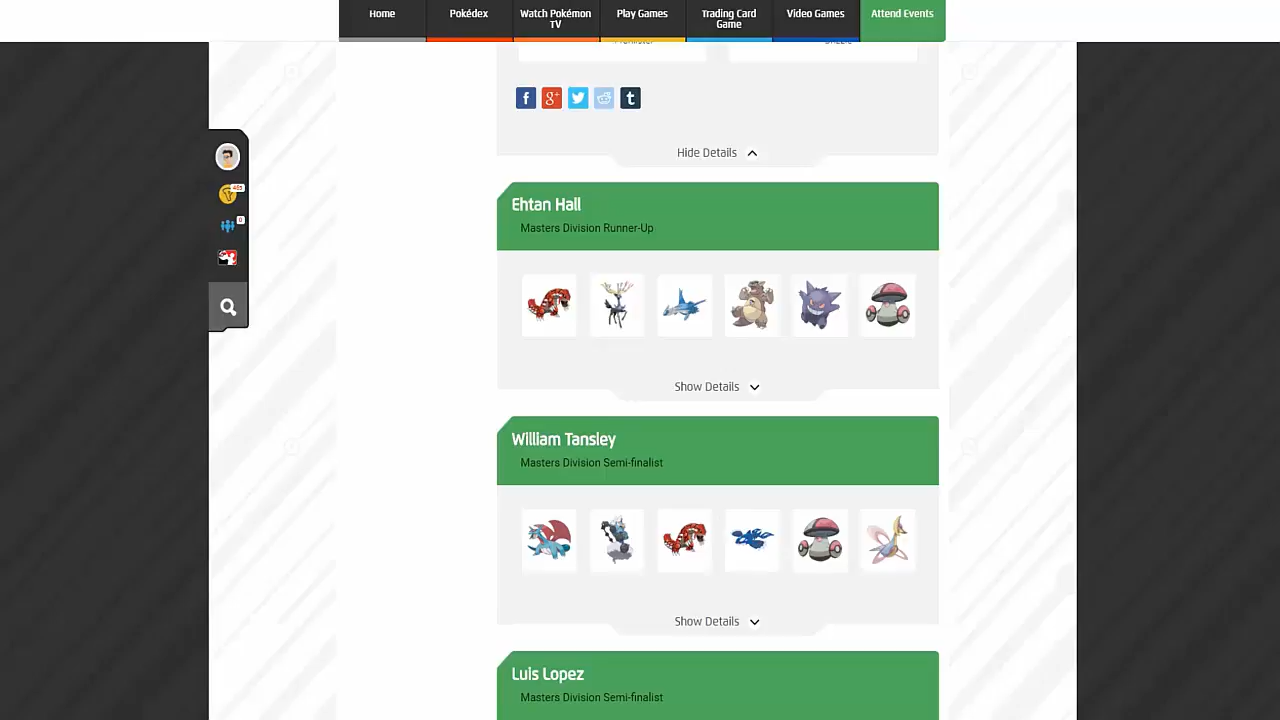 Home
Pokédex
Watch Pokémon TV
Play Games
Trading Card Game
Video Games
Attend Events
f
g+
t
Hide Details
Ehtan Hall
Masters Division Runner-Up
Show Details
William Tansley
Masters Division Semi-finalist
Show Details
Luis Lopez
Masters Division Semi-finalist